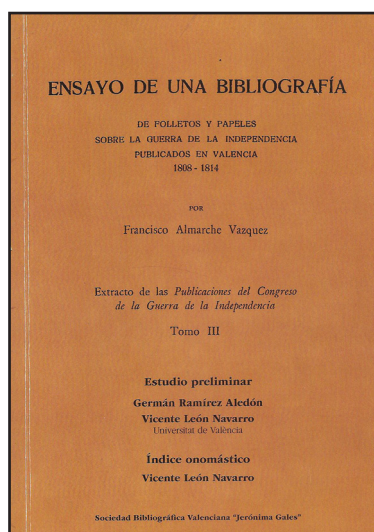 ENSAYO DE UNA BIBLIOGRAFÍA
DE FOLLETOS Y PAPELES
SOBRE LA GUERRA DE LA INDEPENDENCIA
PUBLICADOS EN VALENCIA
1808 - 1814
POR
Francisco Almarche Vazquez
Extracto de las Publicaciones del Congreso
de la Guerra de la Independencia
Tomo III
Estudio preliminar
Germán Ramírez Aledón
Vicente León Navarro
Universitat de València
Índice onomástico
Vicente León Navarro
Sociedad Bibliográfica Valenciana "Jerónima Gales"